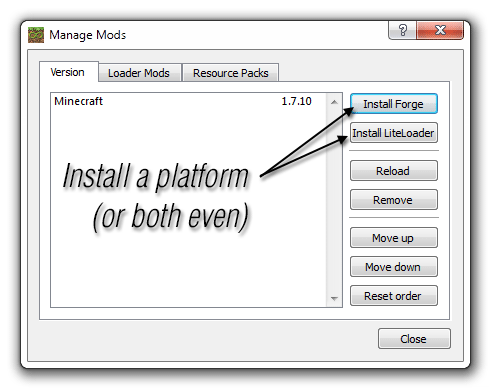 Manage Mods
Version
Loader Mods
Resource Packs
Minecraft 1.7.10
Install a platform
(or both even)
Install Forge
Install LiteLoader
Reload
Remove
Move up
Move down
Reset order
Close